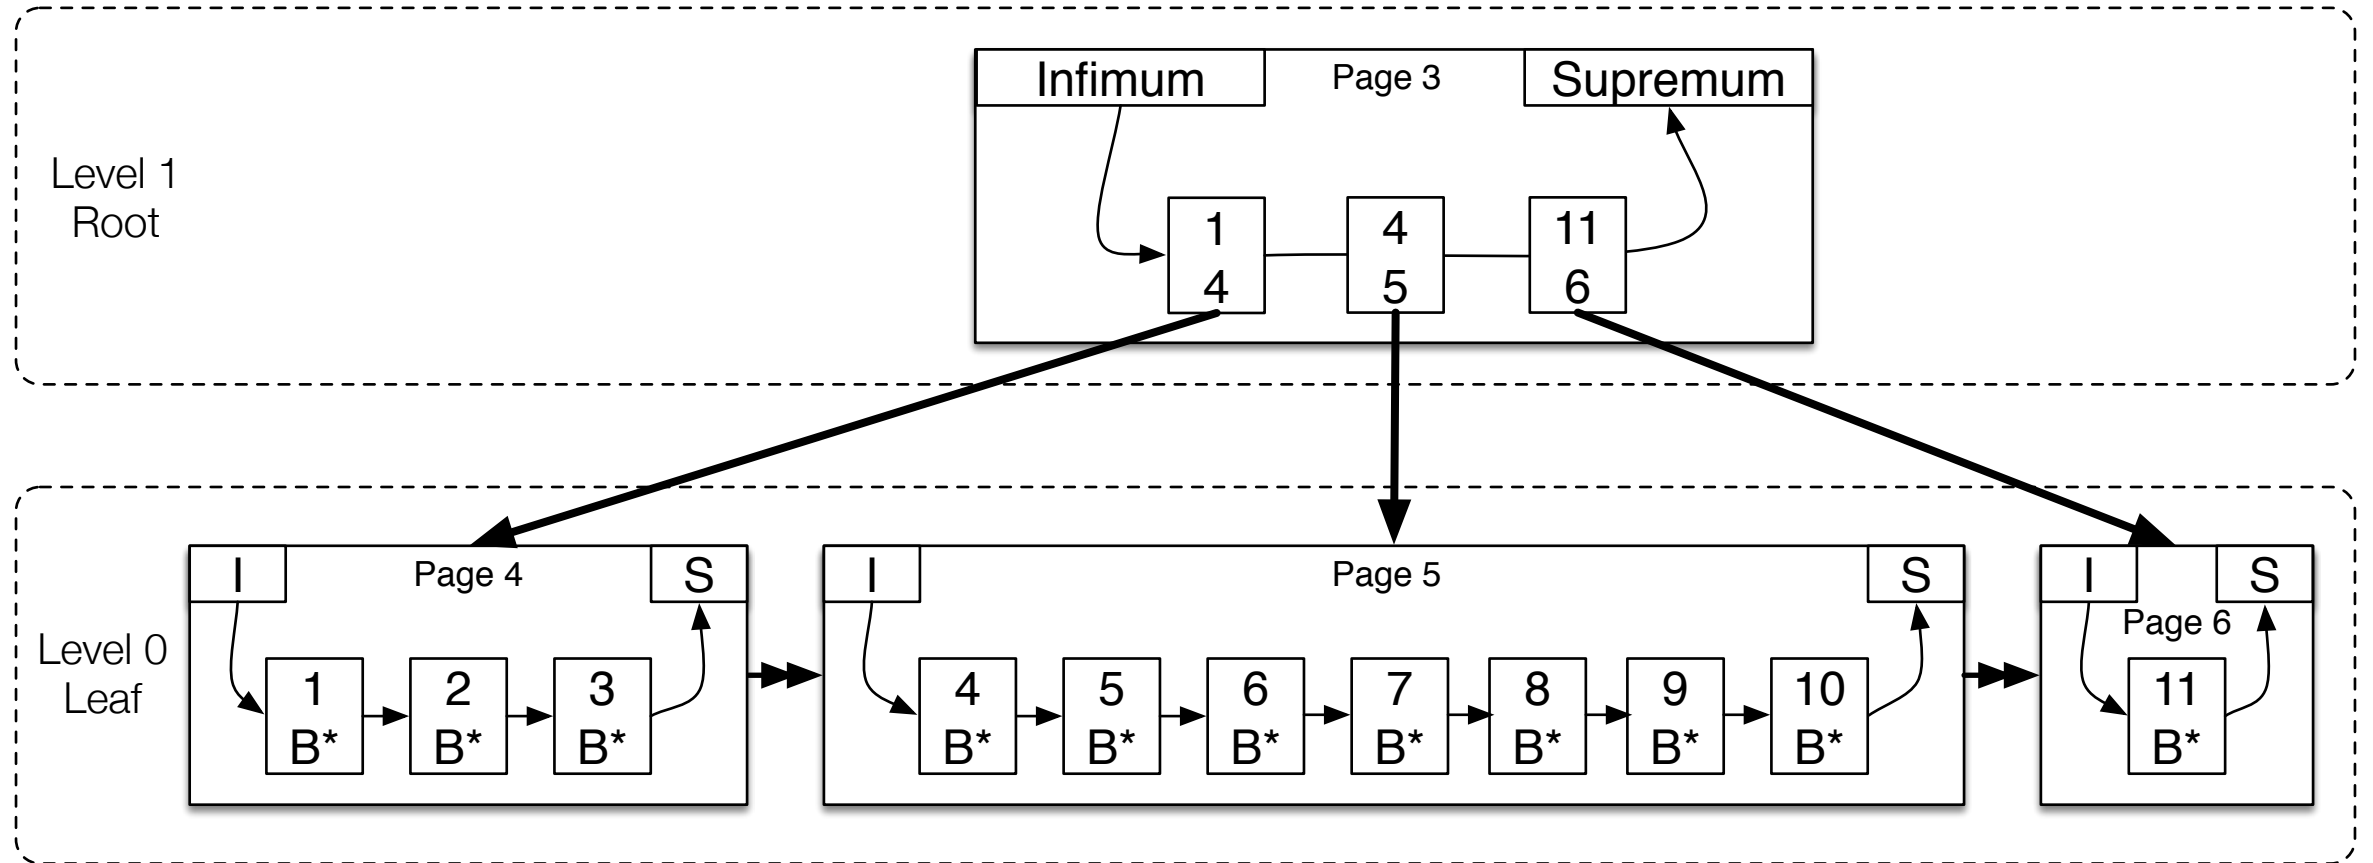 Infimum Page 3 Supremum
Level 1
Root
1 4 11
4 5 6
I Page 4 S I Page 5 S I S
Page 6
Level 0
Leaf
1 2 3 4 5 6 7 8 9 10 11
B* B* B* B* B* B* B* B* B* B* B*